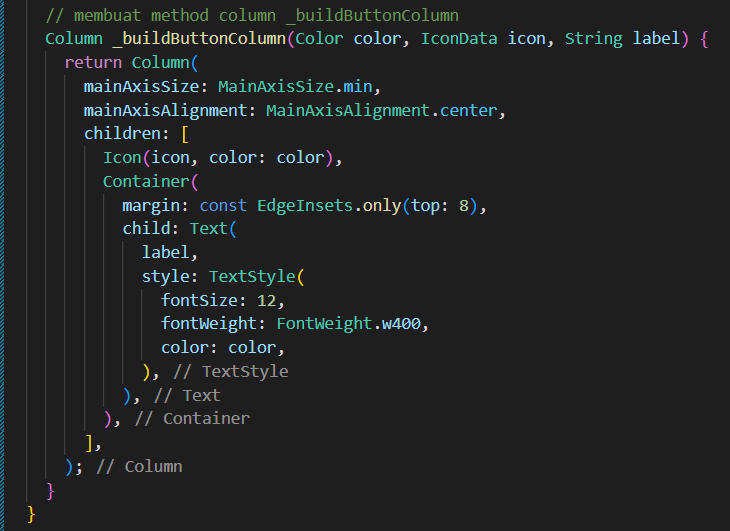 // membuat method column _buildButtonColumn
Column _buildButtonColumn(Color color, IconData icon, String label) {
return Column(
mainAxisSize: MainAxisSize.min,
mainAxisAlignment: MainAxisAlignment.center,
children: [
Icon(icon, color: color),
Container(
margin: const EdgeInsets.only(top: 8),
child: Text(
label,
style: TextStyle(
fontSize: 12,
fontWeight: FontWeight.w400,
color: color,
), // TextStyle
), // Text
), // Container
],
); // Column
}
}